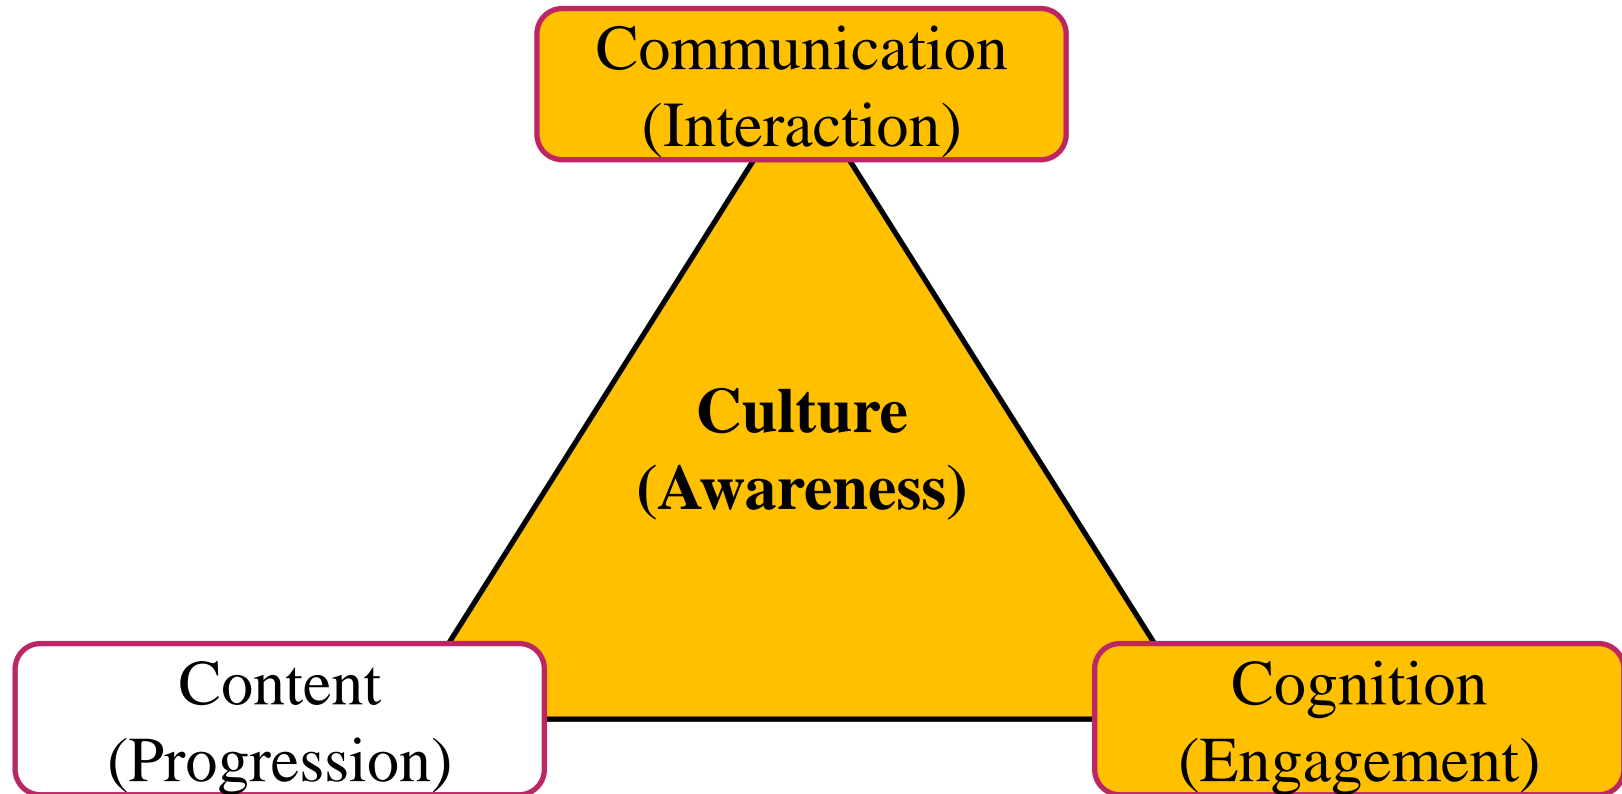 Communication
(Interaction)
Culture
(Awareness)
Content
(Progression)
Cognition
(Engagement)